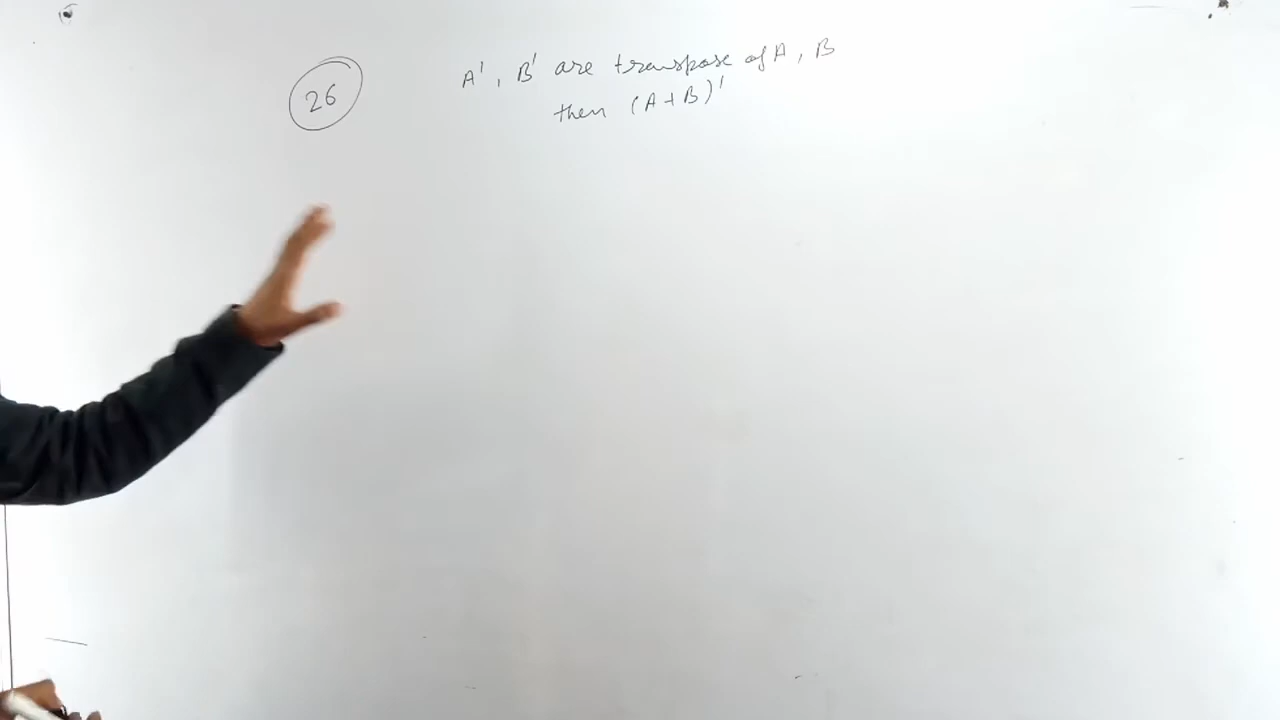 26
A', B' are transpose of A, B
then (A+B)'